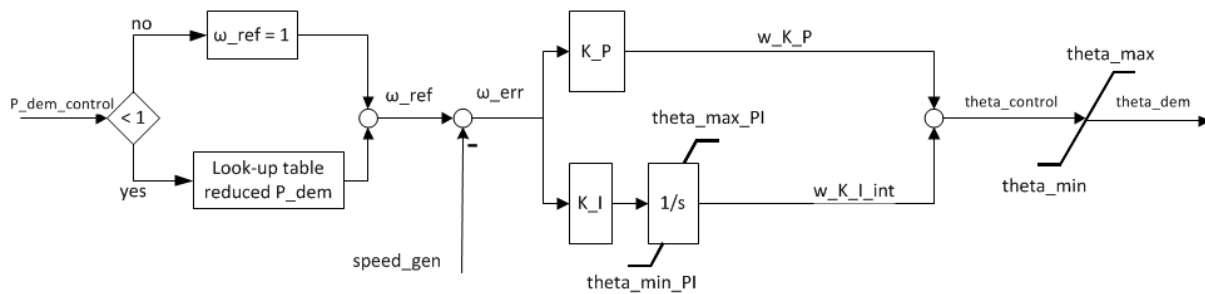 no
ω_ref = 1
P_dem_control
< 1
yes
Look-up table
reduced P_dem
ω_ref
-
speed_gen
ω_err
K_P
w_K_P
theta_max_PI
K_I
1/s
w_K_I_int
theta_min_PI
theta_control
theta_max
theta_dem
theta_min